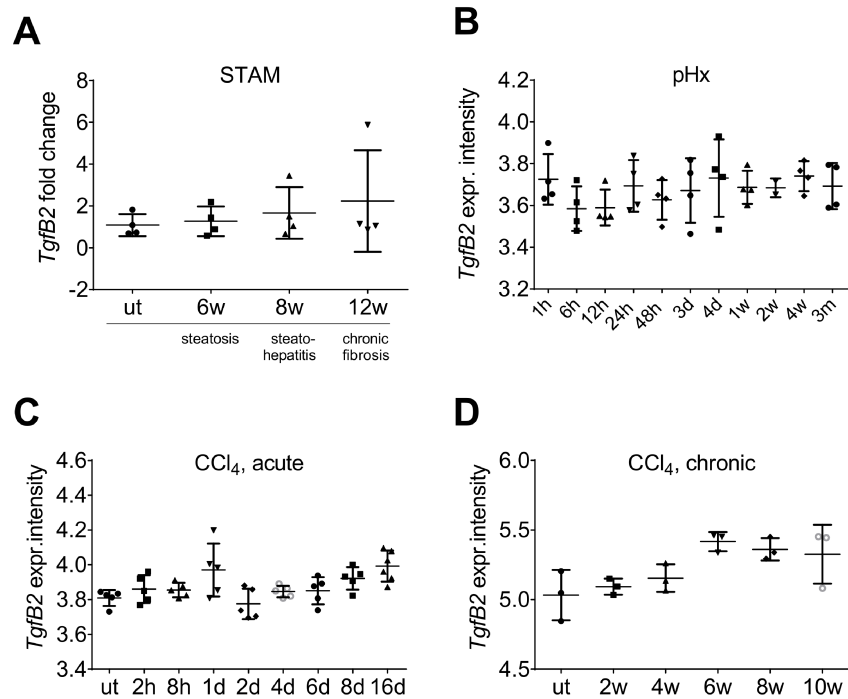 A
STAM
TgfB2 fold change
8
6
4
2
0
-2
ut 6w 8w 12w
steatosis steato-hepatitis chronic fibrosis
B
pHx
TgfB2 expr. intensity
4.2
4.0
3.8
3.6
3.4
3.2
1h 6h 12h 24h 48h 3d 4d 1w 2w 4w 3m
C
CCl4, acute
TgfB2 expr.intensity
4.6
4.4
4.2
4.0
3.8
3.6
3.4
ut 2h 8h 1d 2d 4d 6d 8d 16d
D
CCl4, chronic
TgfB2 expr.intensity
6.0
5.5
5.0
4.5
ut 2w 4w 6w 8w 10w